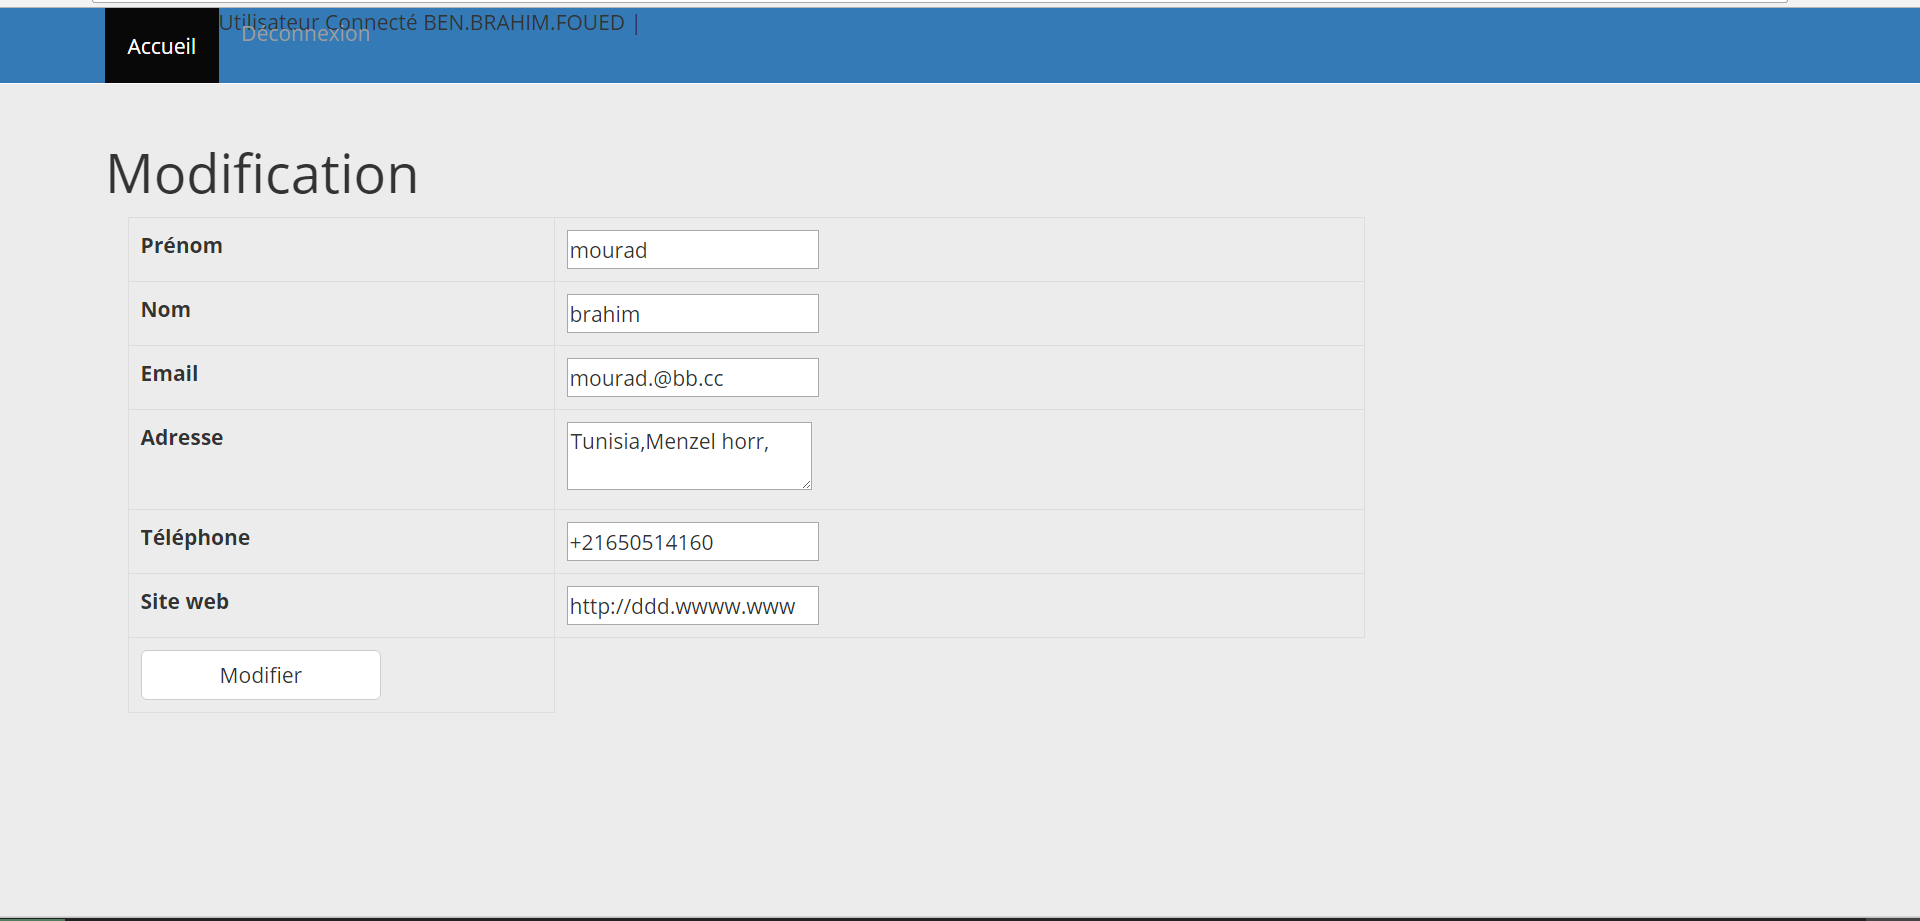 Utilisateur Connecté BEN.BRAHIM.FOUED |
Accueil
Déconnexion
Modification
Prénom
mourad
Nom
brahim
Email
mourad.@bb.cc
Adresse
Tunisia,Menzel horr,
Téléphone
+21650514160
Site web
http://ddd.wwww.www
Modifier